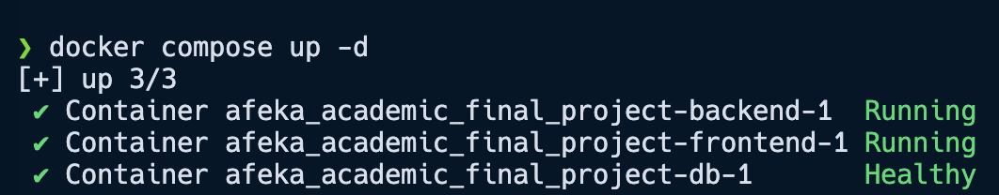 ❯ docker compose up -d
[+] up 3/3
✔ Container afeka_academic_final_project-backend-1 Running
✔ Container afeka_academic_final_project-frontend-1 Running
✔ Container afeka_academic_final_project-db-1 Healthy